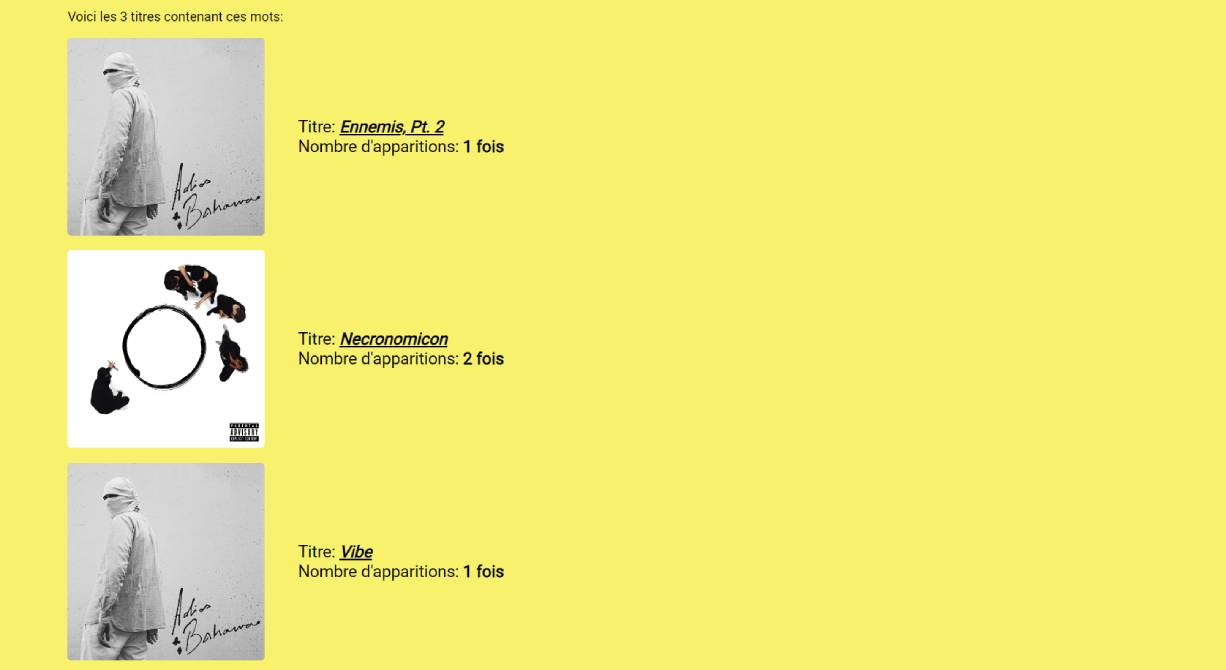 Voici les 3 titres contenant ces mots:
Adios
Bahamas
Titre: Ennemis, Pt. 2
Nombre d'apparitions: 1 fois
PARENTAL
ADVISORY
EXPLICIT CONTENT
Titre: Necronomicon
Nombre d'apparitions: 2 fois
Adios
Bahamas
Titre: Vibe
Nombre d'apparitions: 1 fois